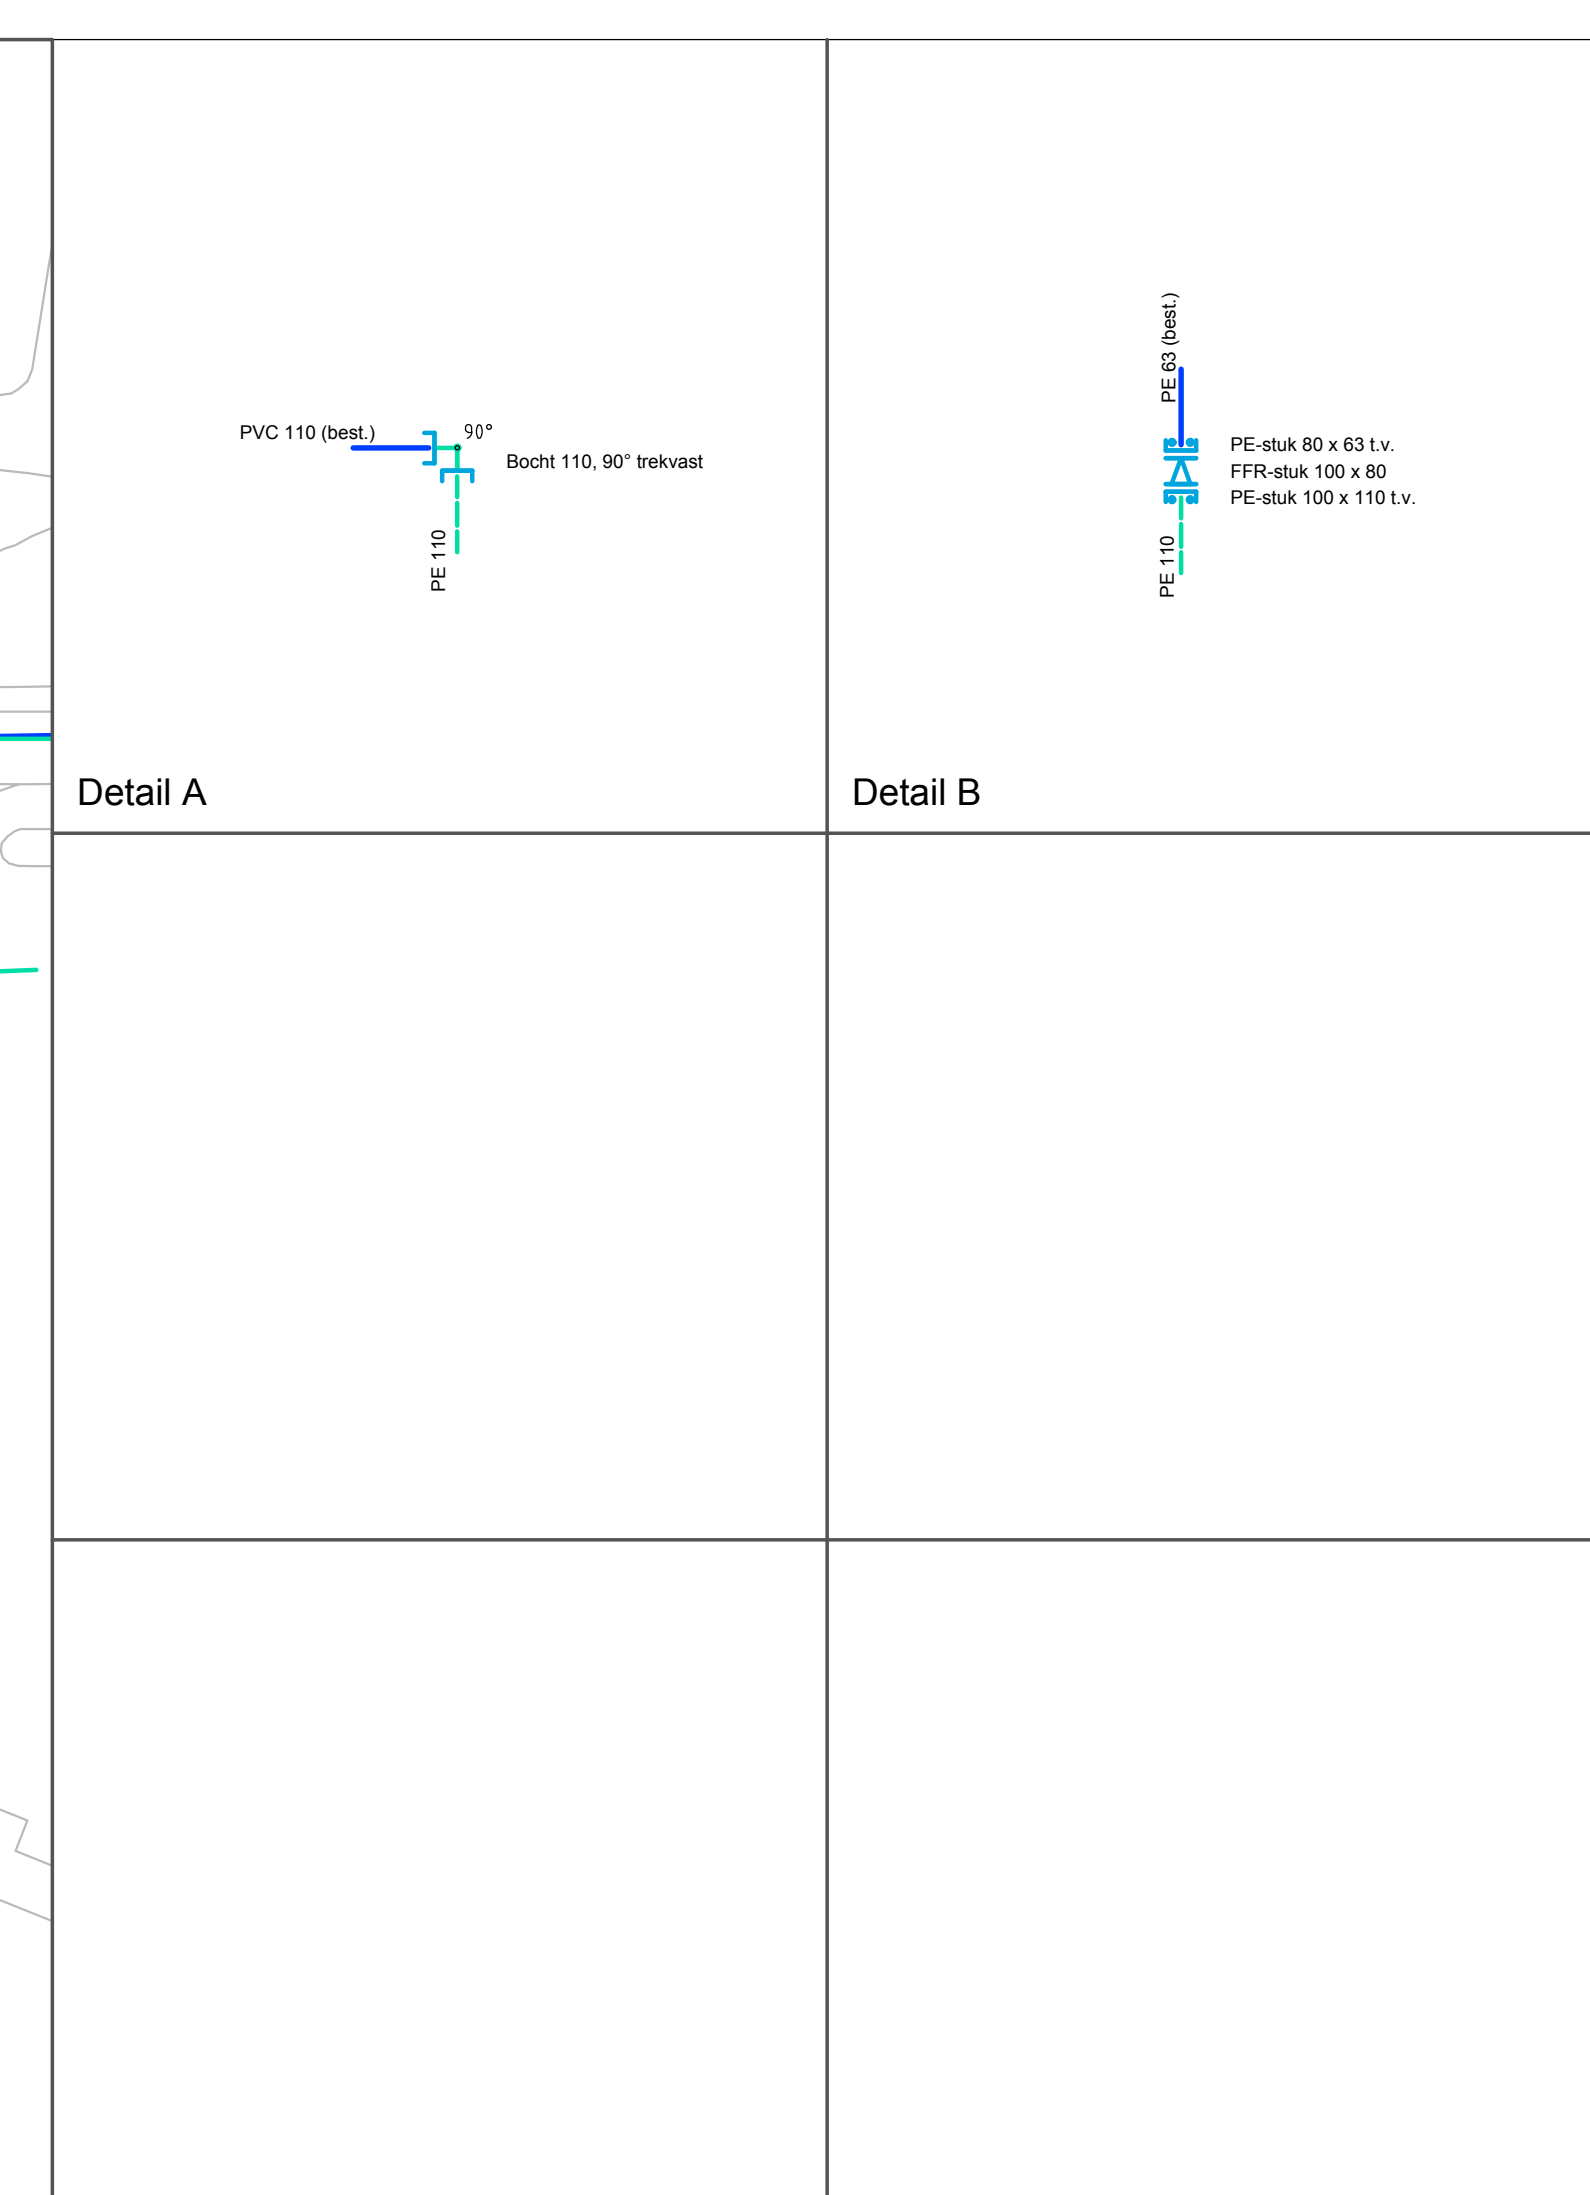 PVC 110 (best.)
90°
Bocht 110, 90° trekvast
PE 110
Detail A
PE 63 (best.)
PE-stuk 80 x 63 t.v.
FFR-stuk 100 x 80
PE-stuk 100 x 110 t.v.
PE 110
Detail B